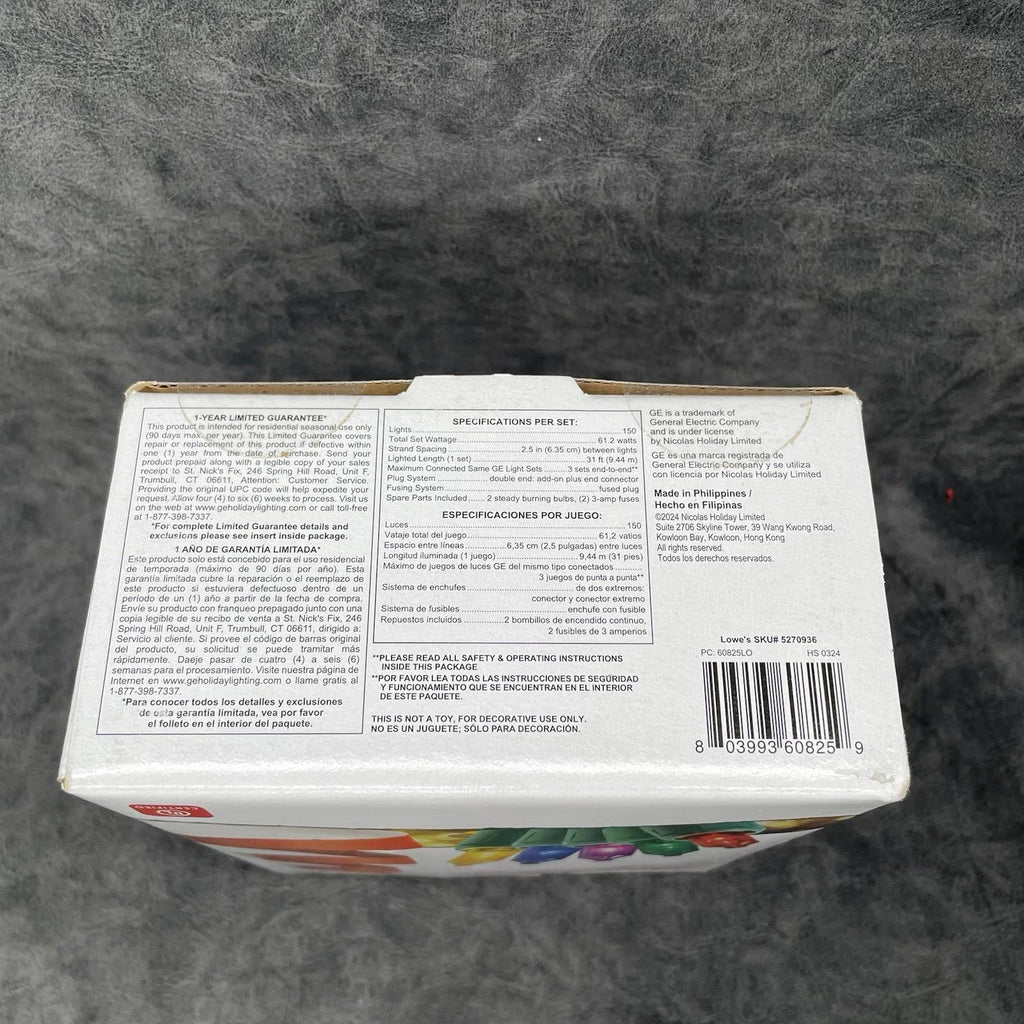 1-YEAR LIMITED GUARANTEE*
This product is intended for residential seasonal use only
(90 days max. per year). This Limited Guarantee covers
repair or replacement of this product if defective within
one (1) year from the date of purchase. Send your
product prepaid along with a legible copy of your sales
receipt to St. Nick's Fix, 246 Spring Hill Road, Unit F,
Trumbull, CT 06611, Attention: Customer Service.
Providing the original UPC code will help expedite your
request. Allow four (4) to six (6) weeks to process. Visit us
on the web at www.geholidaylighting.com or call toll-free
at 1-877-398-7337.
*For complete Limited Guarantee details and
exclusions please see insert inside package.
1 AÑO DE GARANTÍA LIMITADA*
Este producto solo está concebido para el uso residencial
de temporada (máximo de 90 días por año). Esta
garantía limitada cubre la reparación o el reemplazo de
este producto si estuviera defectuoso dentro de un
período de un (1) año a partir de la fecha de compra.
Envíe su producto con franqueo prepagado junto con una
copia legible de su recibo de venta a St. Nick's Fix, 246
Spring Hill Road, Unit F, Trumbull, CT 06611, dirigido a:
Servicio al cliente. Si provee el código de barras original
del producto, su solicitud se puede tramitar más
rápidamente. Daeje pasar de cuatro (4) a seis (6)
semanas para el procesamiento. Visite nuestra página de
Internet en www.geholidaylighting.com o llame gratis al
1-877-398-7337.
*Para conocer todos los detalles y exclusiones
de esta garantía limitada, vea por favor
el folleto en el interior del paquete.
SPECIFICATIONS PER SET:
Lights 150
Total Set Wattage 61.2 watts
Strand Spacing 2.5 in (6.35 cm) between lights
Lighted Length (1 set) 31 ft (9.44 m)
Maximum Connected Same GE Light Sets 3 sets end-to-end**
Plug System double end: add-on plus end connector
Fusing System fused plug
Spare Parts Included 2 steady burning bulbs, (2) 3-amp fuses
ESPECIFICACIONES POR JUEGO:
Luces 150
Vataje total del juego 61,2 vatios
Espacio entre líneas 6,35 cm (2,5 pulgadas) entre luces
Longitud iluminada (1 juego) 9,44 m (31 pies)
Máximo de juegos de luces GE del mismo tipo conectados
3 juegos de punta a punta**
Sistema de enchufes de dos extremos:
conector y conector extremo
Sistema de fusibles enchufe con fusible
Repuestos incluidos 2 bombillos de encendido continuo,
2 fusibles de 3 amperios
**PLEASE READ ALL SAFETY & OPERATING INSTRUCTIONS
INSIDE THIS PACKAGE
**POR FAVOR LEA TODAS LAS INSTRUCCIONES DE SEGURIDAD
Y FUNCIONAMIENTO QUE SE ENCUENTRAN EN EL INTERIOR
DE ESTE PAQUETE.
THIS IS NOT A TOY, FOR DECORATIVE USE ONLY.
NO ES UN JUGUETE; SÓLO PARA DECORACIÓN.
GE is a trademark of
General Electric Company
and is under license
by Nicolas Holiday Limited
GE es una marca registrada de
General Electric Company y se utiliza
con licencia por Nicolas Holiday Limited
Made in Philippines /
Hecho en Filipinas
©2024 Nicolas Holiday Limited
Suite 2706 Skyline Tower, 39 Wang Kwong Road,
Kowloon Bay, Kowloon, Hong Kong
All rights reserved.
Todos los derechos reservados.
Lowe's SKU# 5270936
PC: 60825LO HS 0324
8 03993 60825 9
CERTIFIED